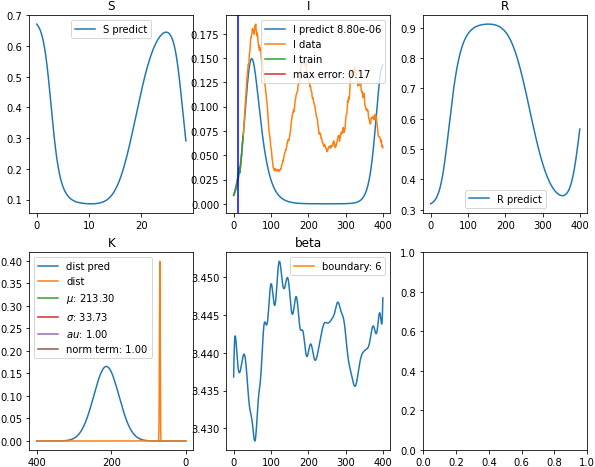 S
I
R
0.7
0.6
0.5
0.4
0.3
0.2
0.1
0
20
S predict
0.175
0.150
0.125
0.100
0.075
0.050
0.025
0.000
0 100 200 300 400
I predict 8.80e-06
I data
I train
max error: 0.17
0.9
0.8
0.7
0.6
0.5
0.4
0.3
0 100 200 300 400
R predict
K
beta
0.40
0.35
0.30
0.25
0.20
0.15
0.10
0.05
0.00
400 200 0
dist pred
dist
μ: 213.30
σ: 33.73
au: 1.00
norm term: 1.00
3.450
3.445
3.440
3.435
3.430
0 100 200 300 400
boundary: 6
1.0
0.8
0.6
0.4
0.2
0.0
0.0 0.2 0.4 0.6 0.8 1.0